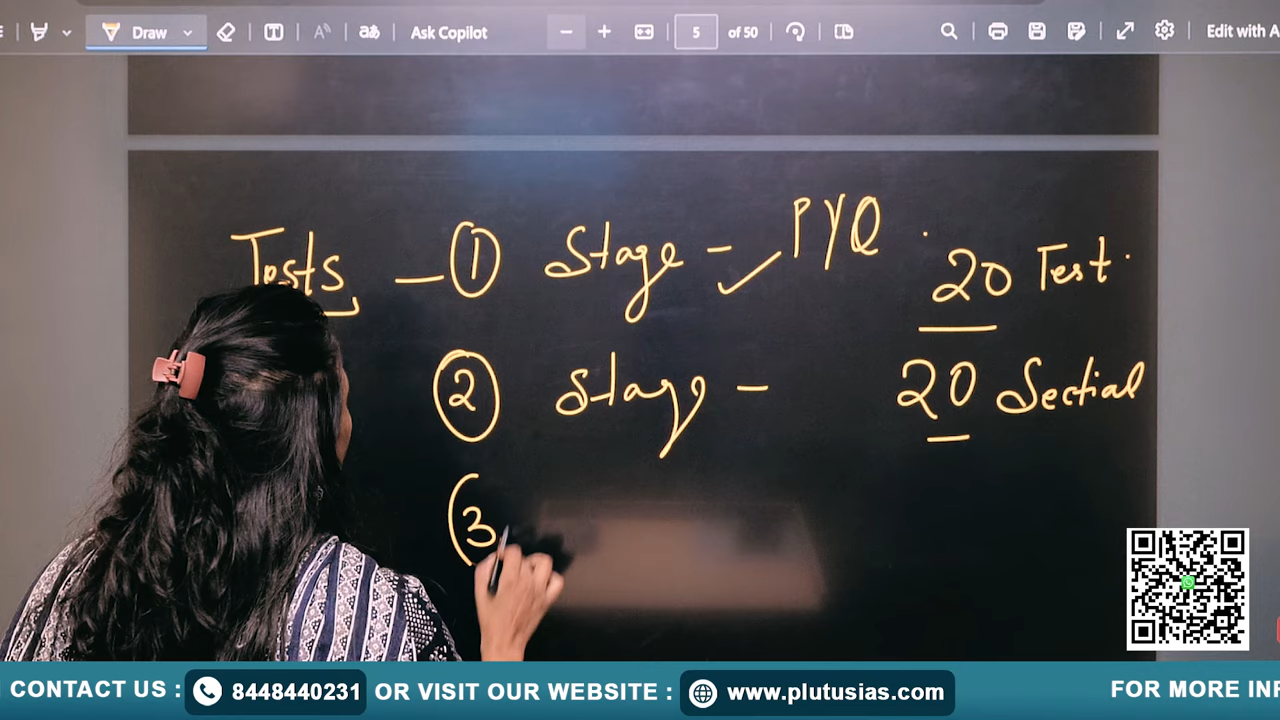 Draw Ask Copilot 5 of 50 Edit with A
Tests — 1 Stage - ✓ PYQ . 20 Test.
2 Stage - 20 Sectial
3
CONTACT US : 8448440231 OR VISIT OUR WEBSITE : www.plutusias.com FOR MORE INF